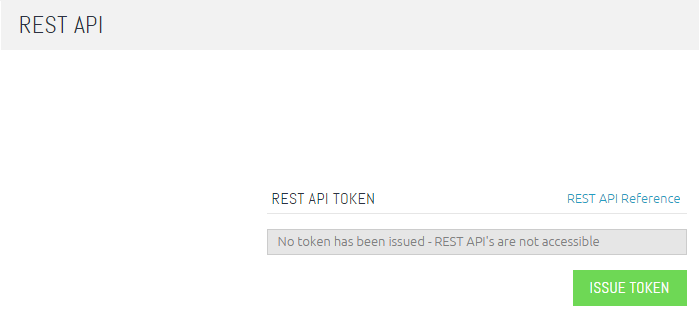 REST API
REST API TOKEN
REST API Reference
No token has been issued - REST API's are not accessible
ISSUE TOKEN